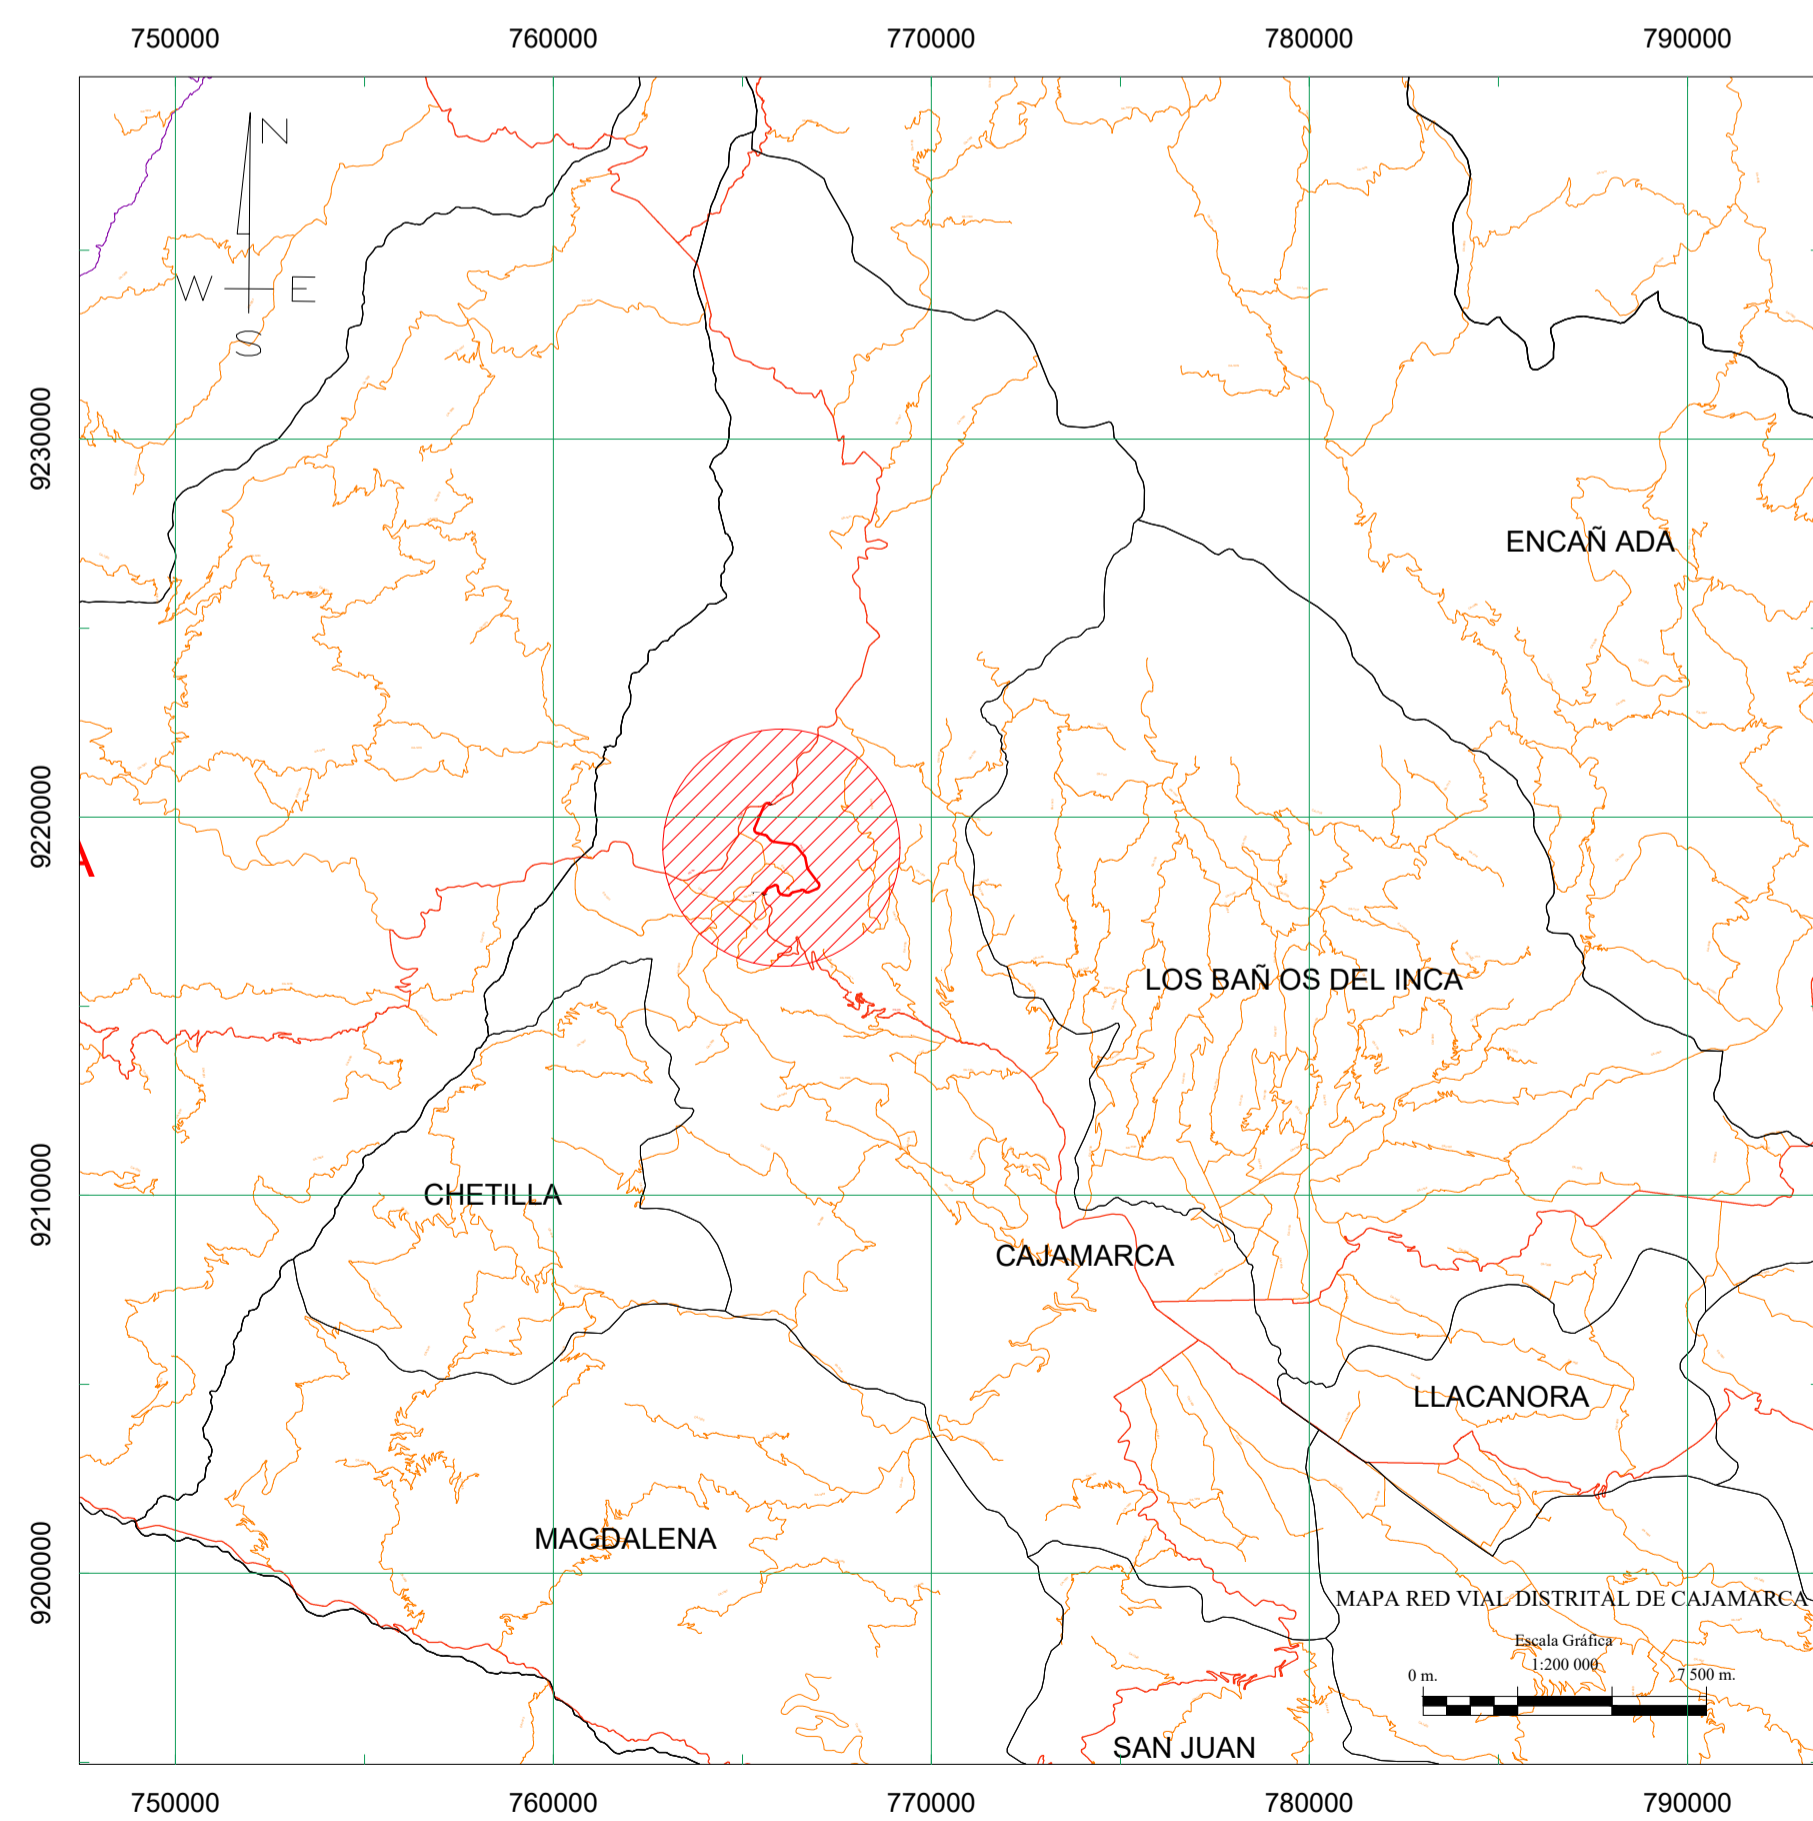 750000 760000 770000 780000 790000
N
W E
S
9230000
ENCAÑ ADA
9220000
A
LOS BAÑ OS DEL INCA
9210000
CHETILLA
CAJAMARCA
LLACANORA
9200000
MAGDALENA
MAPA RED VIAL DISTRITAL DE CAJAMARCA
Escala Gráfica
1:200 000
0 m. 7 500 m.
SAN JUAN
750000 760000 770000 780000 790000